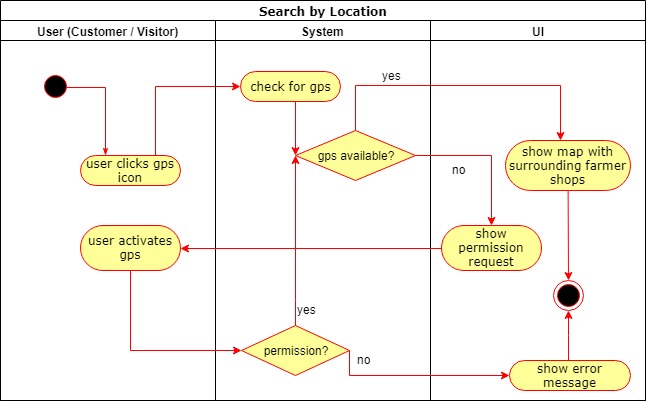 Search by Location
User (Customer / Visitor)
System
UI
check for gps
yes
user clicks gps
icon
gps available?
no
show map with
surrounding farmer
shops
user activates
gps
show
permission
request
yes
permission?
no
show error
message